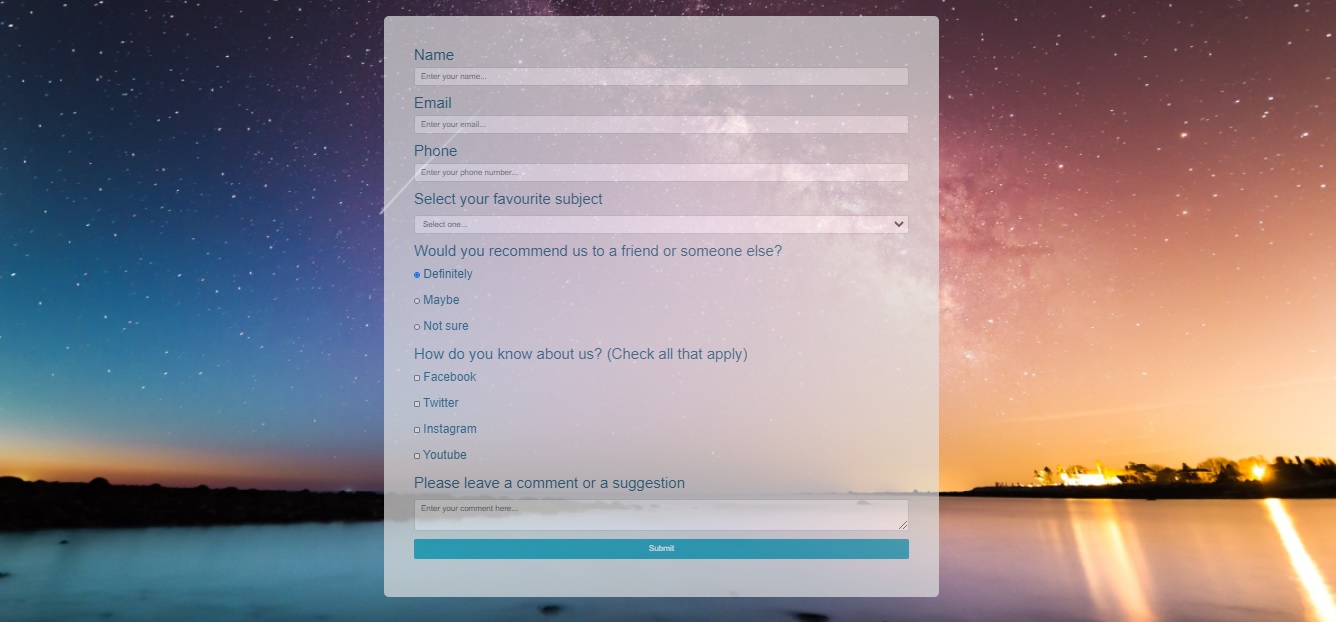 Name
Enter your name...
Email
Enter your email...
Phone
Enter your phone number...
Select your favourite subject
Select one...
Would you recommend us to a friend or someone else?
Definitely
Maybe
Not sure
How do you know about us? (Check all that apply)
Facebook
Twitter
Instagram
Youtube
Please leave a comment or a suggestion
Enter your comment here...
Submit